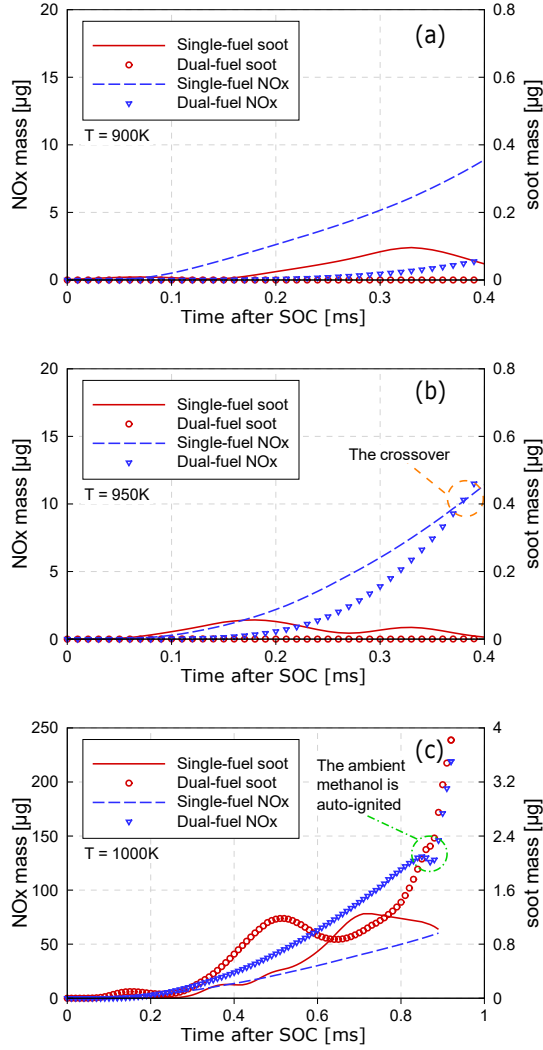 (a)
Single-fuel soot
Dual-fuel soot
Single-fuel NOx
Dual-fuel NOx
T = 900K
NOx mass [µg]
soot mass [µg]
20
15
10
5
0
0.8
0.6
0.4
0.2
0
0 0.1 0.2 0.3 0.4
Time after SOC [ms]
(b)
Single-fuel soot
Dual-fuel soot
Single-fuel NOx
Dual-fuel NOx
T = 950K
The crossover
NOx mass [µg]
soot mass [µg]
20
15
10
5
0
0.8
0.6
0.4
0.2
0
0 0.1 0.2 0.3 0.4
Time after SOC [ms]
(c)
Single-fuel soot
Dual-fuel soot
Single-fuel NOx
Dual-fuel NOx
T = 1000K
The ambient
methanol is
auto-ignited
NOx mass [µg]
soot mass [µg]
250
200
150
100
50
0
4
3.2
2.4
1.6
0.8
0
0 0.2 0.4 0.6 0.8 1
Time after SOC [ms]